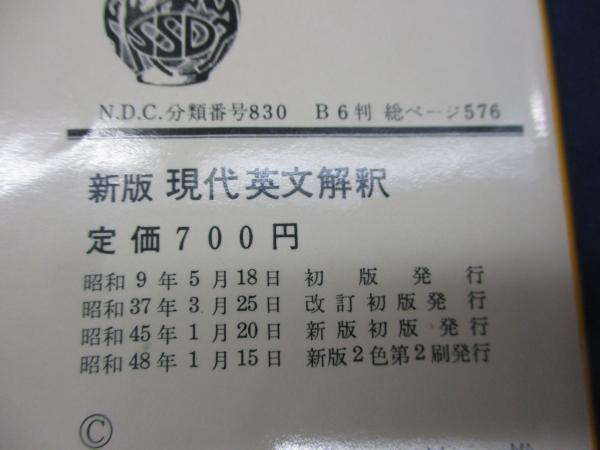 SSD
N.D.C.分類番号830 B6判 総ページ576
新版 現代英文解釈
定価700円
昭和9年5月18日 初版発行
昭和37年3月25日 改訂初版発行
昭和45年1月20日 新版初版発行
昭和48年1月15日 新版2色第2刷発行
©